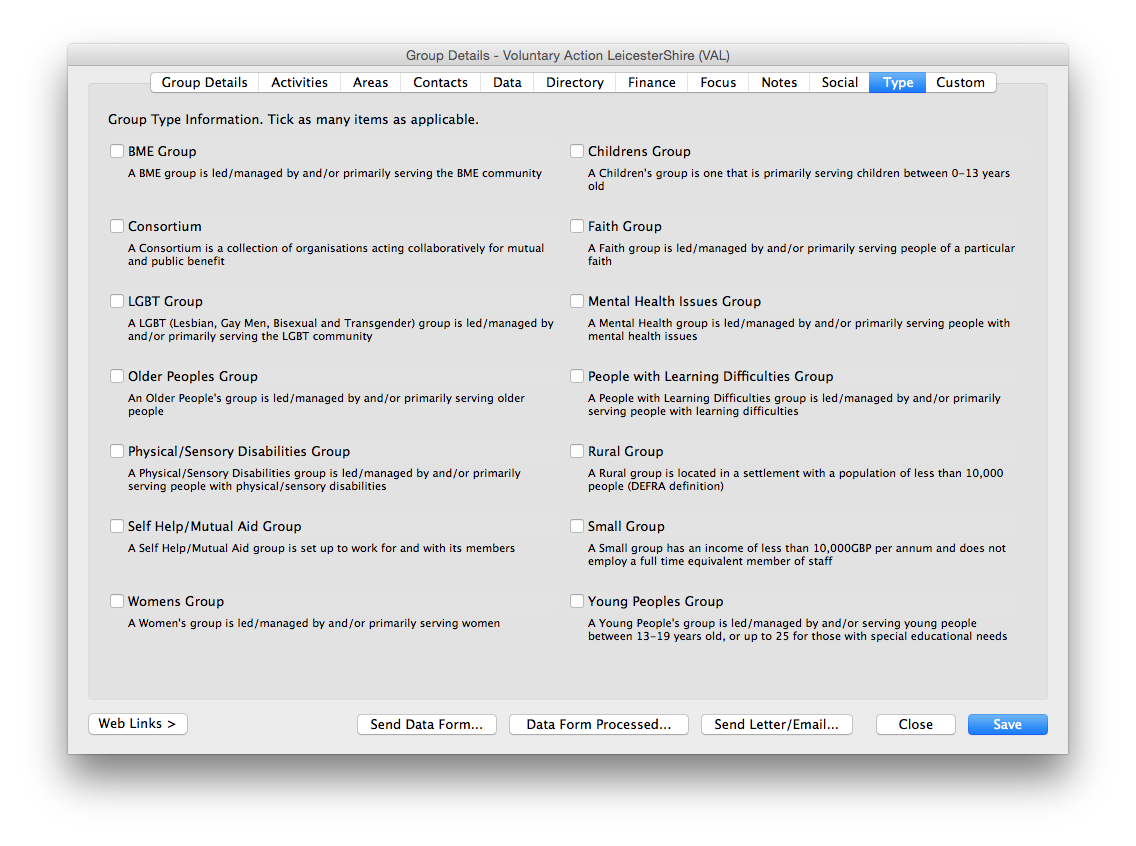 Group Details - Voluntary Action LeicesterShire (VAL)
Group Details Activities Areas Contacts Data Directory Finance Focus Notes Social Type Custom
Group Type Information. Tick as many items as applicable.
BME Group
A BME group is led/managed by and/or primarily serving the BME community
Childrens Group
A Children's group is one that is primarily serving children between 0-13 years
old
Consortium
A Consortium is a collection of organisations acting collaboratively for mutual
and public benefit
Faith Group
A Faith group is led/managed by and/or primarily serving people of a particular
faith
LGBT Group
A LGBT (Lesbian, Gay Men, Bisexual and Transgender) group is led/managed by
and/or primarily serving the LGBT community
Mental Health Issues Group
A Mental Health group is led/managed by and/or primarily serving people with
mental health issues
Older Peoples Group
An Older People's group is led/managed by and/or primarily serving older
people
People with Learning Difficulties Group
A People with Learning Difficulties group is led/managed by and/or primarily
serving people with learning difficulties
Physical/Sensory Disabilities Group
A Physical/Sensory Disabilities group is led/managed by and/or primarily
serving people with physical/sensory disabilities
Rural Group
A Rural group is located in a settlement with a population of less than 10,000
people (DEFRA definition)
Self Help/Mutual Aid Group
A Self Help/Mutual Aid group is set up to work for and with its members
Small Group
A Small group has an income of less than 10,000GBP per annum and does not
employ a full time equivalent member of staff
Womens Group
A Women's group is led/managed by and/or primarily serving women
Young Peoples Group
A Young People's group is led/managed by and/or serving young people
between 13-19 years old, or up to 25 for those with special educational needs
Web Links > Send Data Form... Data Form Processed... Send Letter/Email... Close Save